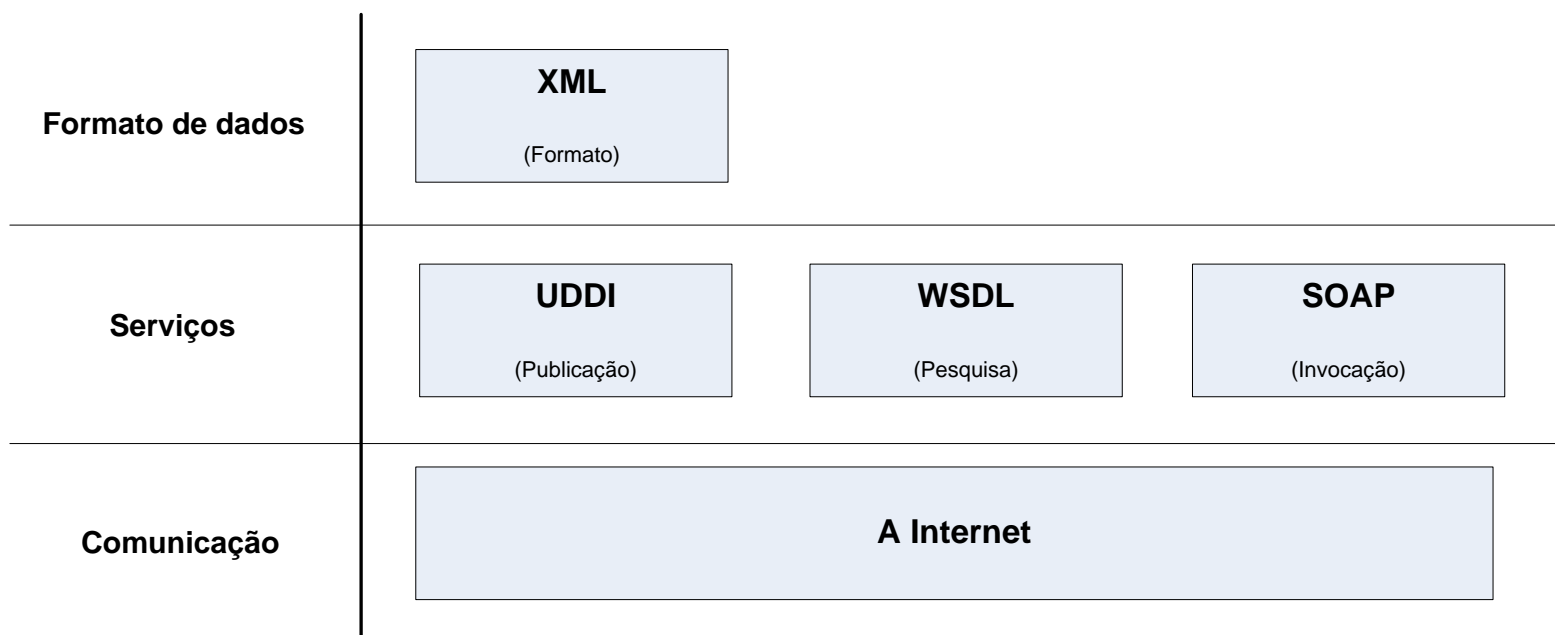 Formato de dados
XML
(Formato)
Serviços
UDDI
(Publicação)
WSDL
(Pesquisa)
SOAP
(Invocação)
Comunicação
A Internet